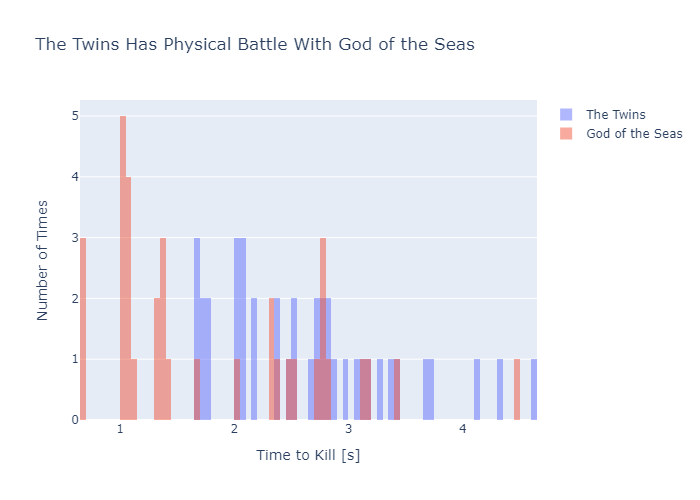 The Twins Has Physical Battle With God of the Seas
The Twins
God of the Seas
5
4
3
2
1
0
Number of Times
1
2
3
4
Time to Kill [s]